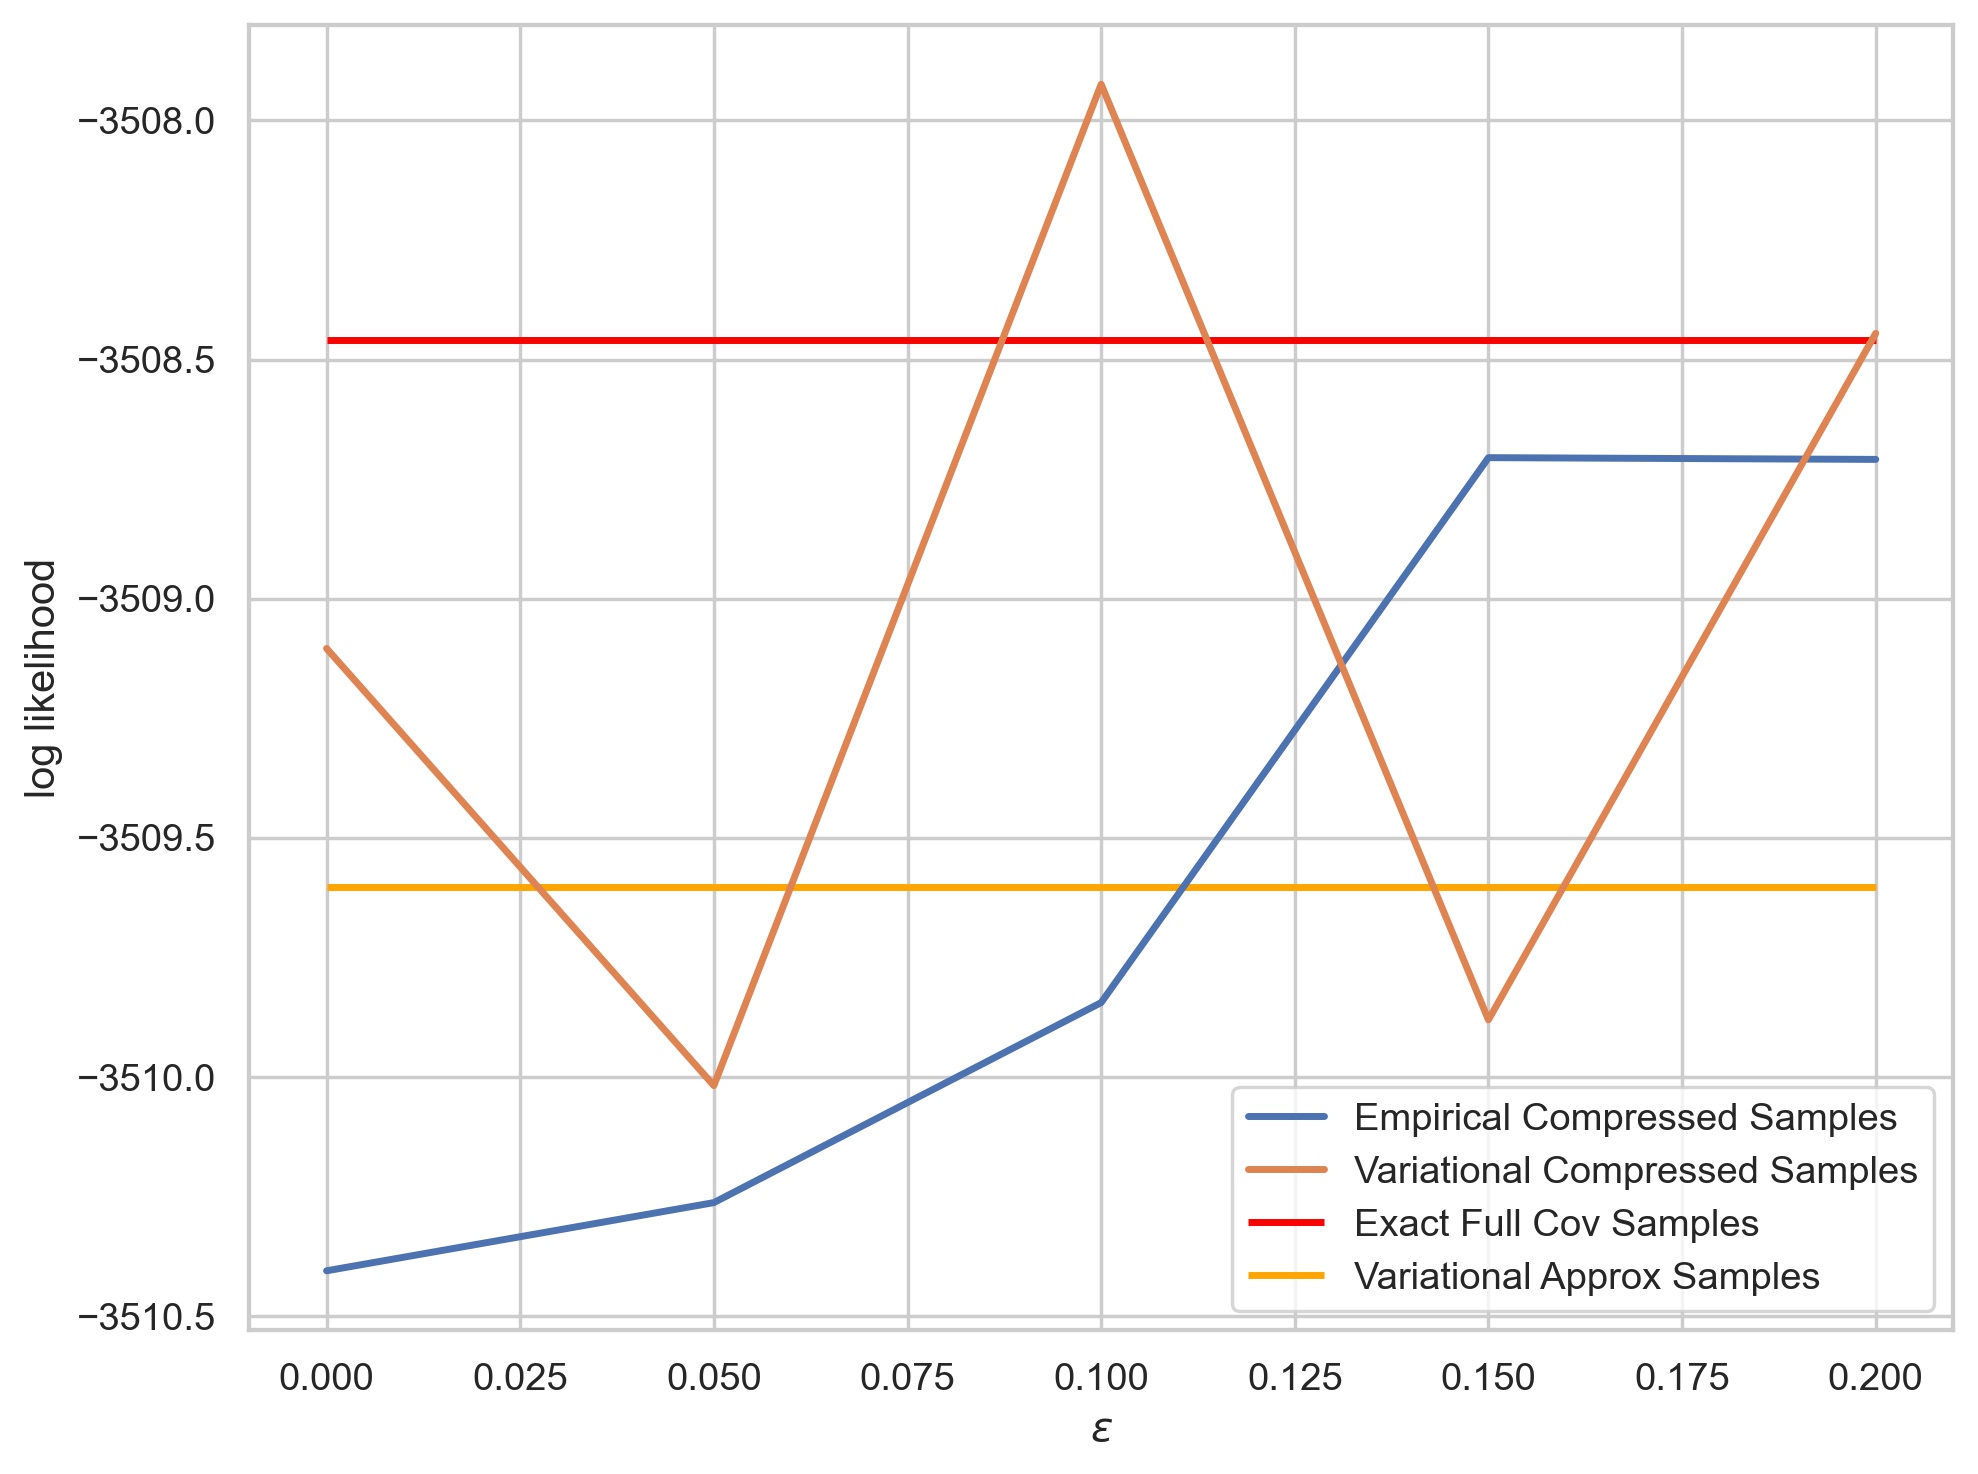 −3508.0
−3508.5
−3509.0
−3509.5
−3510.0
−3510.5
log likelihood
0.000 0.025 0.050 0.075 0.100 0.125 0.150 0.175 0.200
ε
Empirical Compressed Samples
Variational Compressed Samples
Exact Full Cov Samples
Variational Approx Samples